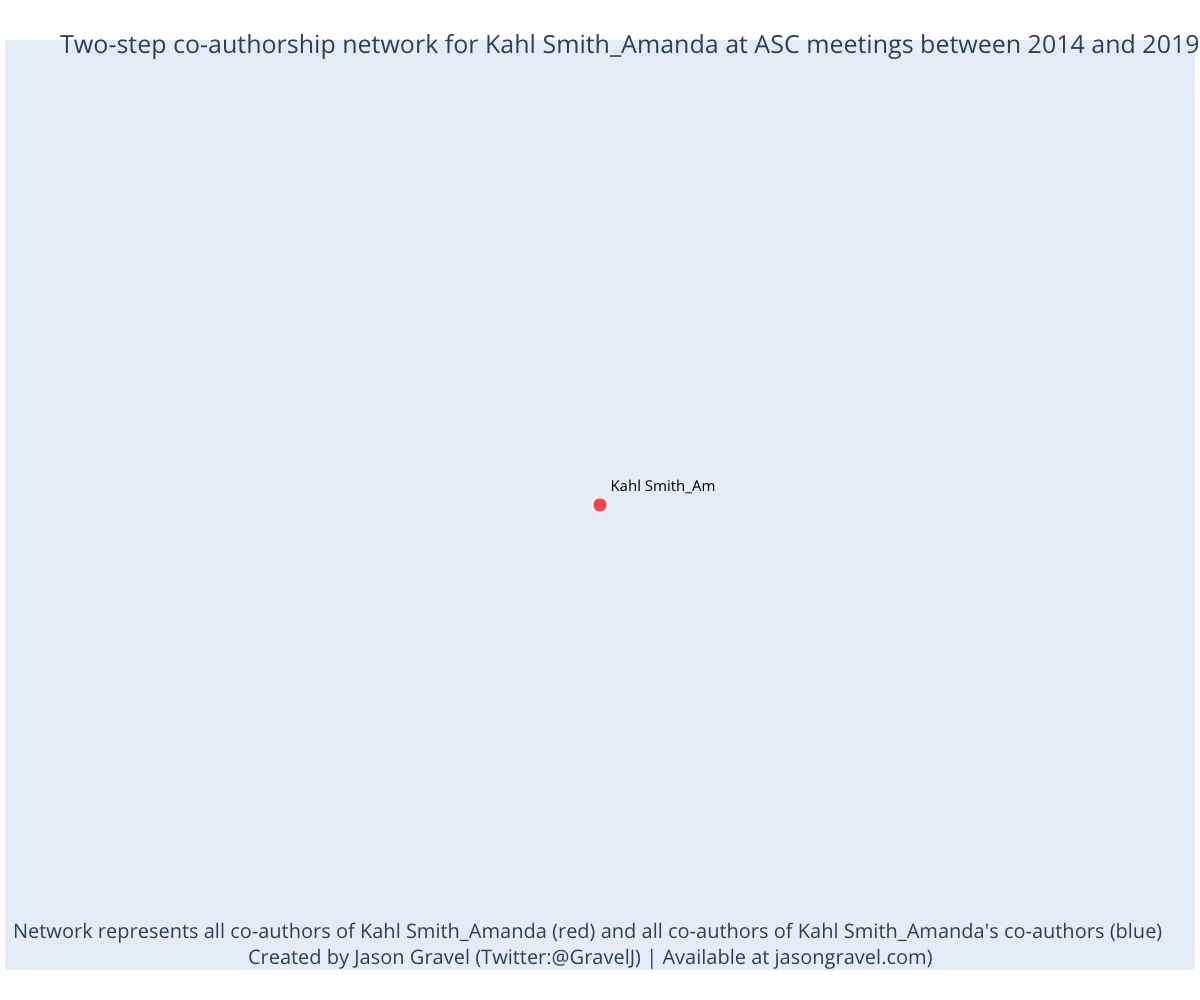 Two-step co-authorship network for Kahl Smith_Amanda at ASC meetings between 2014 and 2019
Kahl Smith_Am
Network represents all co-authors of Kahl Smith_Amanda (red) and all co-authors of Kahl Smith_Amanda's co-authors (blue)
Created by Jason Gravel (Twitter:@GravelJ) | Available at jasongravel.com)